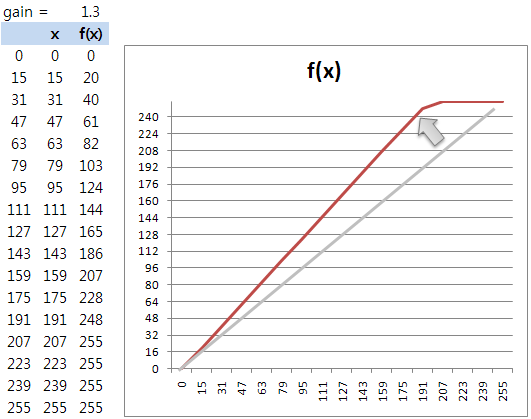 gain = 1.3
x f(x)
0 0 0
15 15 20
31 31 40
47 47 61
63 63 82
79 79 103
95 95 124
111 111 144
127 127 165
143 143 186
159 159 207
175 175 228
191 191 248
207 207 255
223 223 255
239 239 255
255 255 255
f(x)
240
224
208
192
176
160
144
128
112
96
80
64
48
32
16
0
0 15 31 47 63 79 95 111 127 143 159 175 191 207 223 239 255